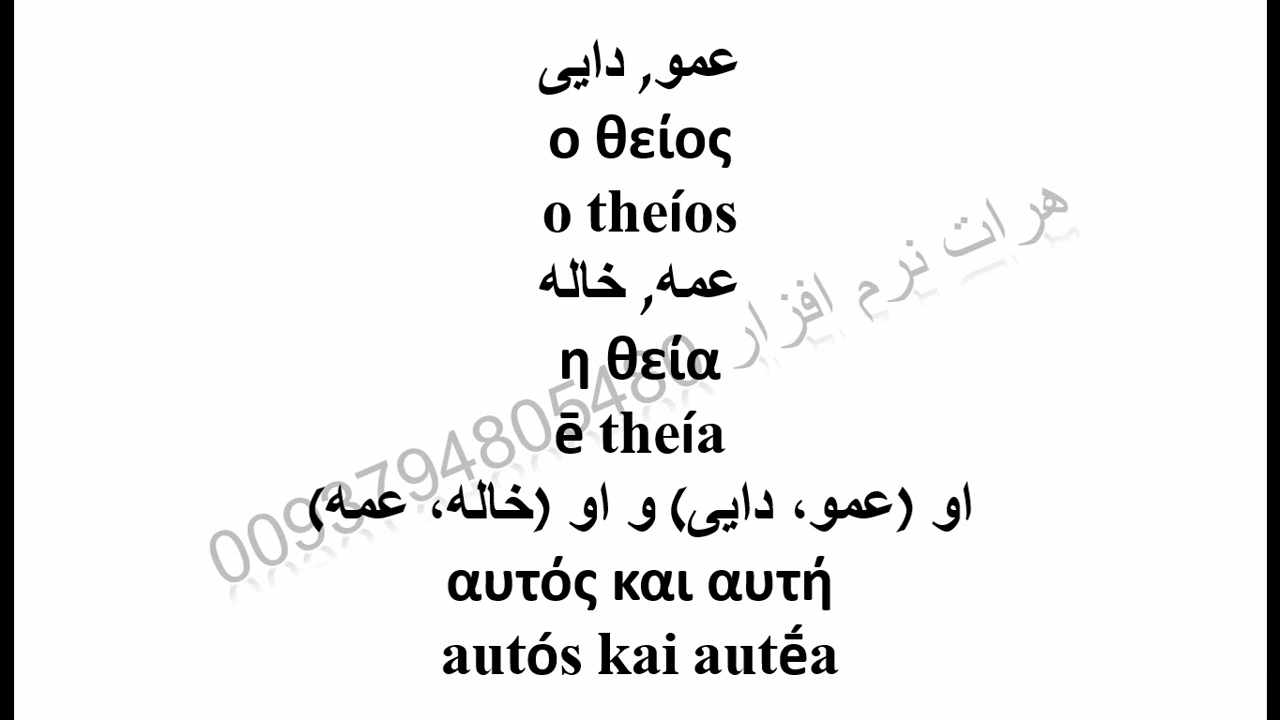 عمو, دایی
ο θείος
o theíos
عمه, خاله
η θεία
ē theía
او (عمو، دایی) و او (خاله، عمه)
αυτός και αυτή
autós kai autḗa
هرات نرم افزار 0093794805480